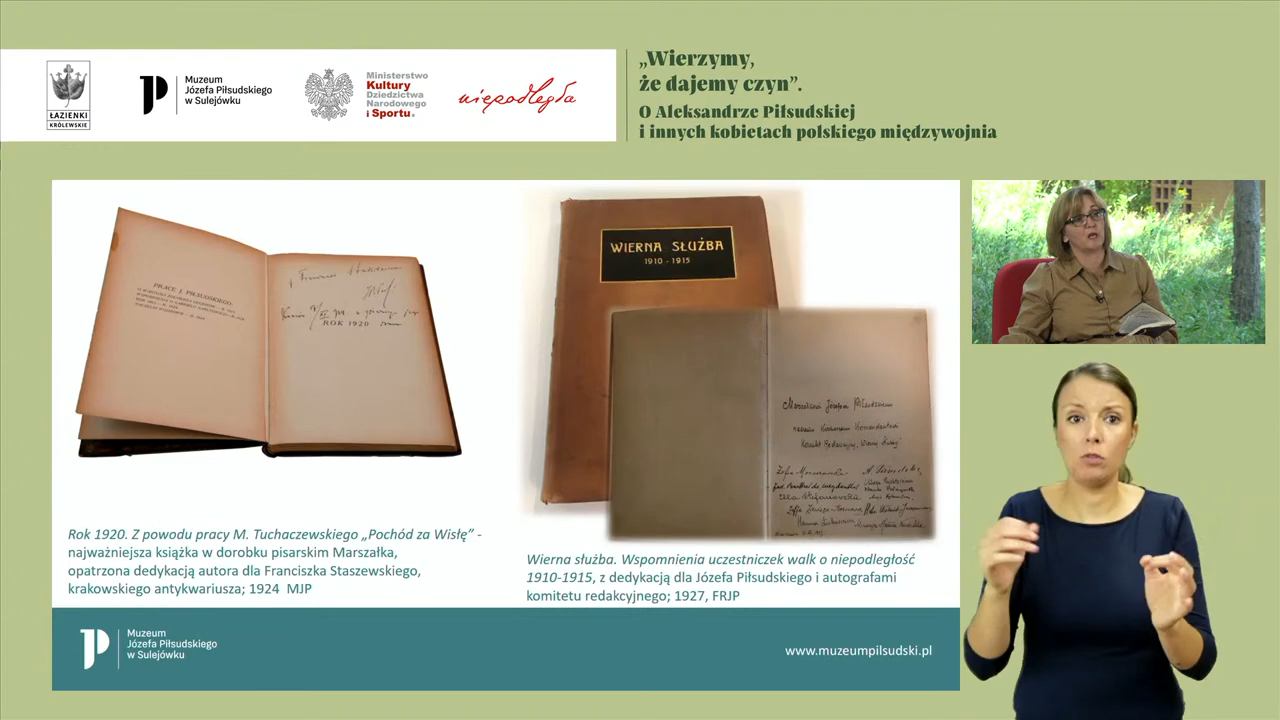 ŁAZIENKI
KRÓLEWSKIE
Muzeum
Józefa Piłsudskiego
w Sulejówku
Ministerstwo
Kultury
Dziedzictwa
Narodowego
i Sportu.
niepodległa
„Wierzymy,
że dajemy czyn”.
O Aleksandrze Piłsudskiej
i innych kobietach polskiego międzywojnia
PRACE J. PIŁSUDSKIEGO:
ROK 1920
WIERNA SŁUŻBA
1910 - 1915
Rok 1920. Z powodu pracy M. Tuchaczewskiego „Pochód za Wisłę” -
najważniejsza książka w dorobku pisarskim Marszałka,
opatrzona dedykacją autora dla Franciszka Staszewskiego,
krakowskiego antykwariusza; 1924 MJP
Wierna służba. Wspomnienia uczestniczek walk o niepodległość
1910-1915, z dedykacją dla Józefa Piłsudskiego i autografami
komitetu redakcyjnego; 1927, FRJP
Muzeum
Józefa Piłsudskiego
w Sulejówku
www.muzeumpilsudski.pl